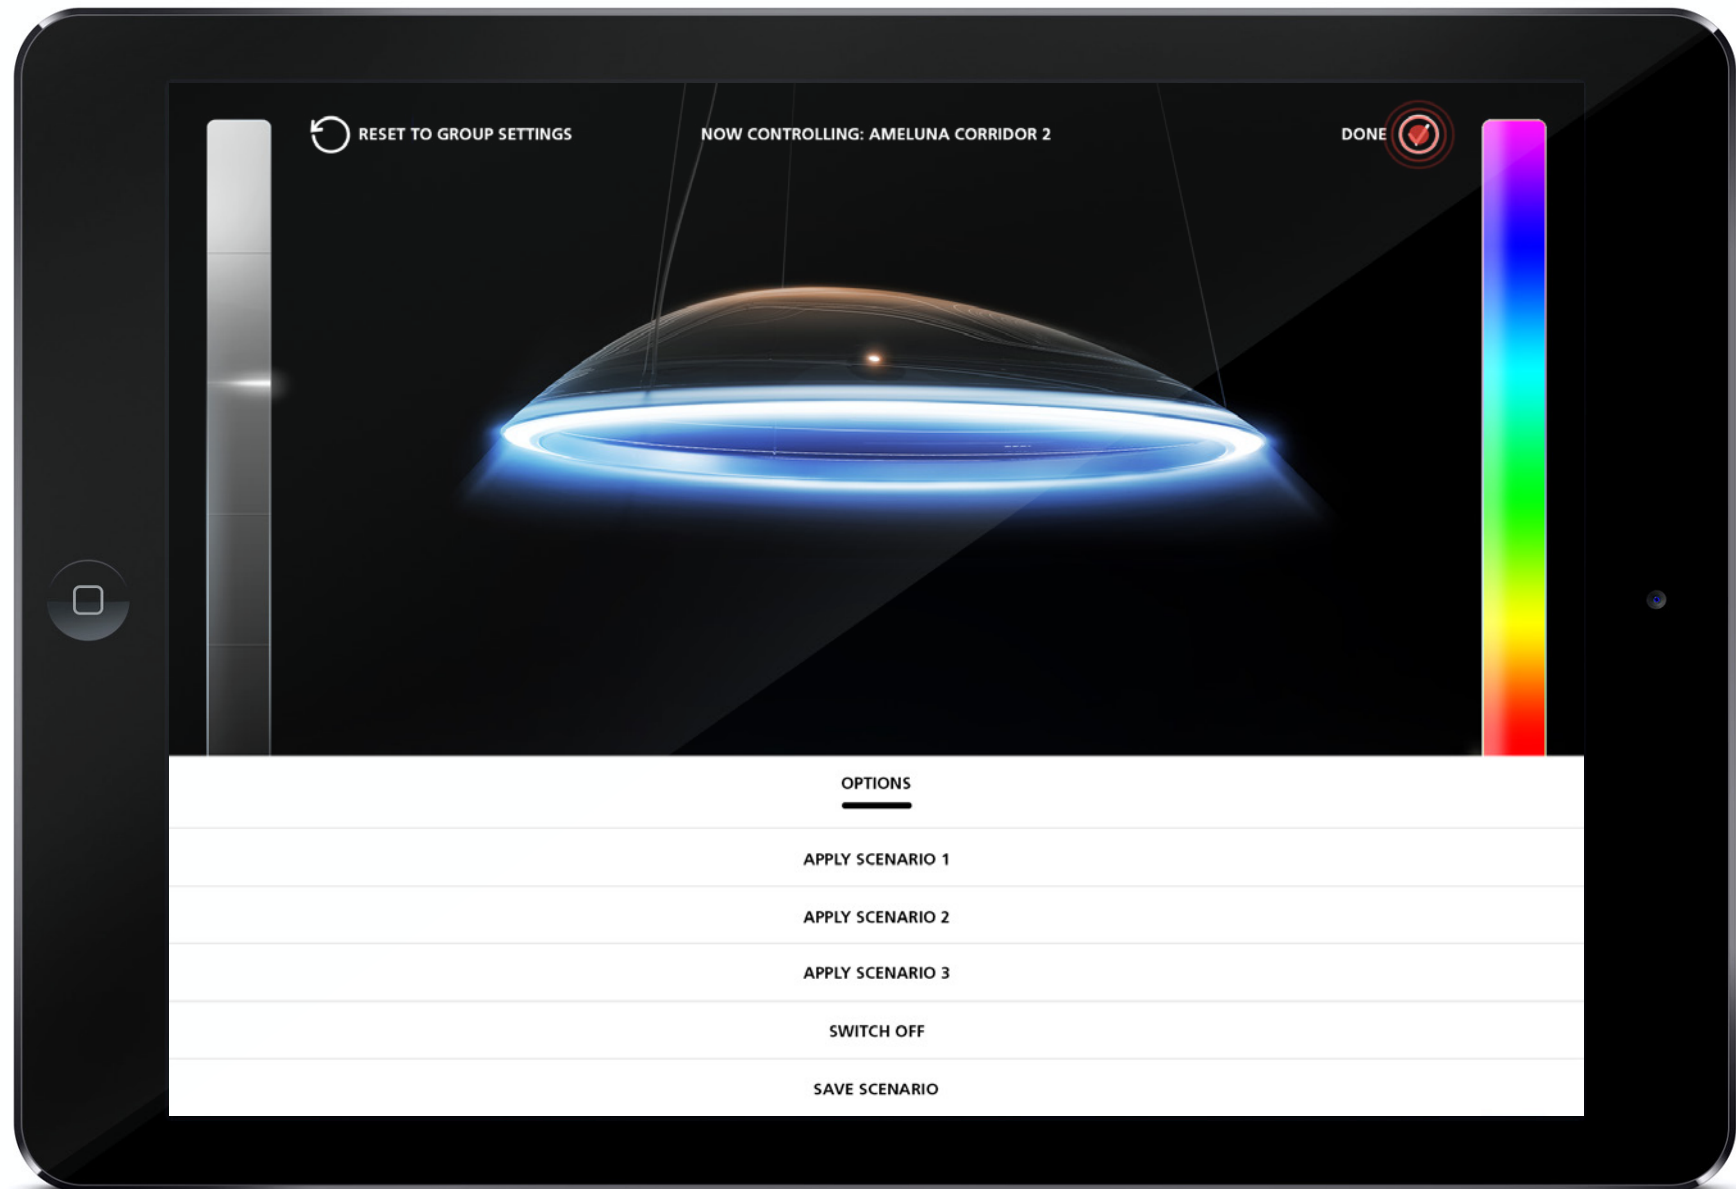 RESET TO GROUP SETTINGS
NOW CONTROLLING: AMELUNA CORRIDOR 2
DONE
OPTIONS
APPLY SCENARIO 1
APPLY SCENARIO 2
APPLY SCENARIO 3
SWITCH OFF
SAVE SCENARIO